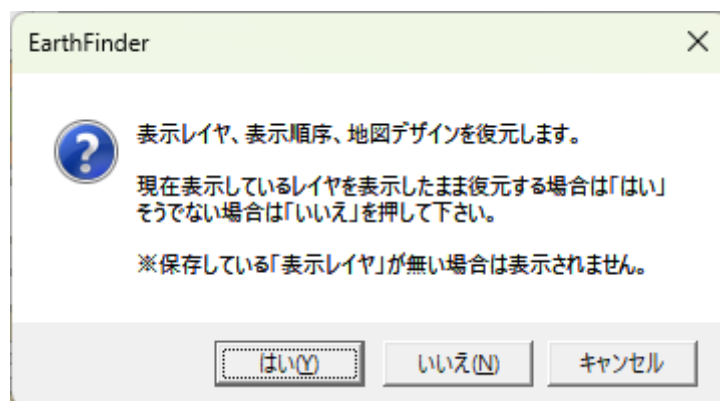 EarthFinder
表示レイヤ、表示順序、地図デザインを復元します。
現在表示しているレイヤを表示したまま復元する場合は「はい」
そうでない場合は「いいえ」を押して下さい。
※保存している「表示レイヤ」が無い場合は表示されません。
はい(Y)
いいえ(N)
キャンセル